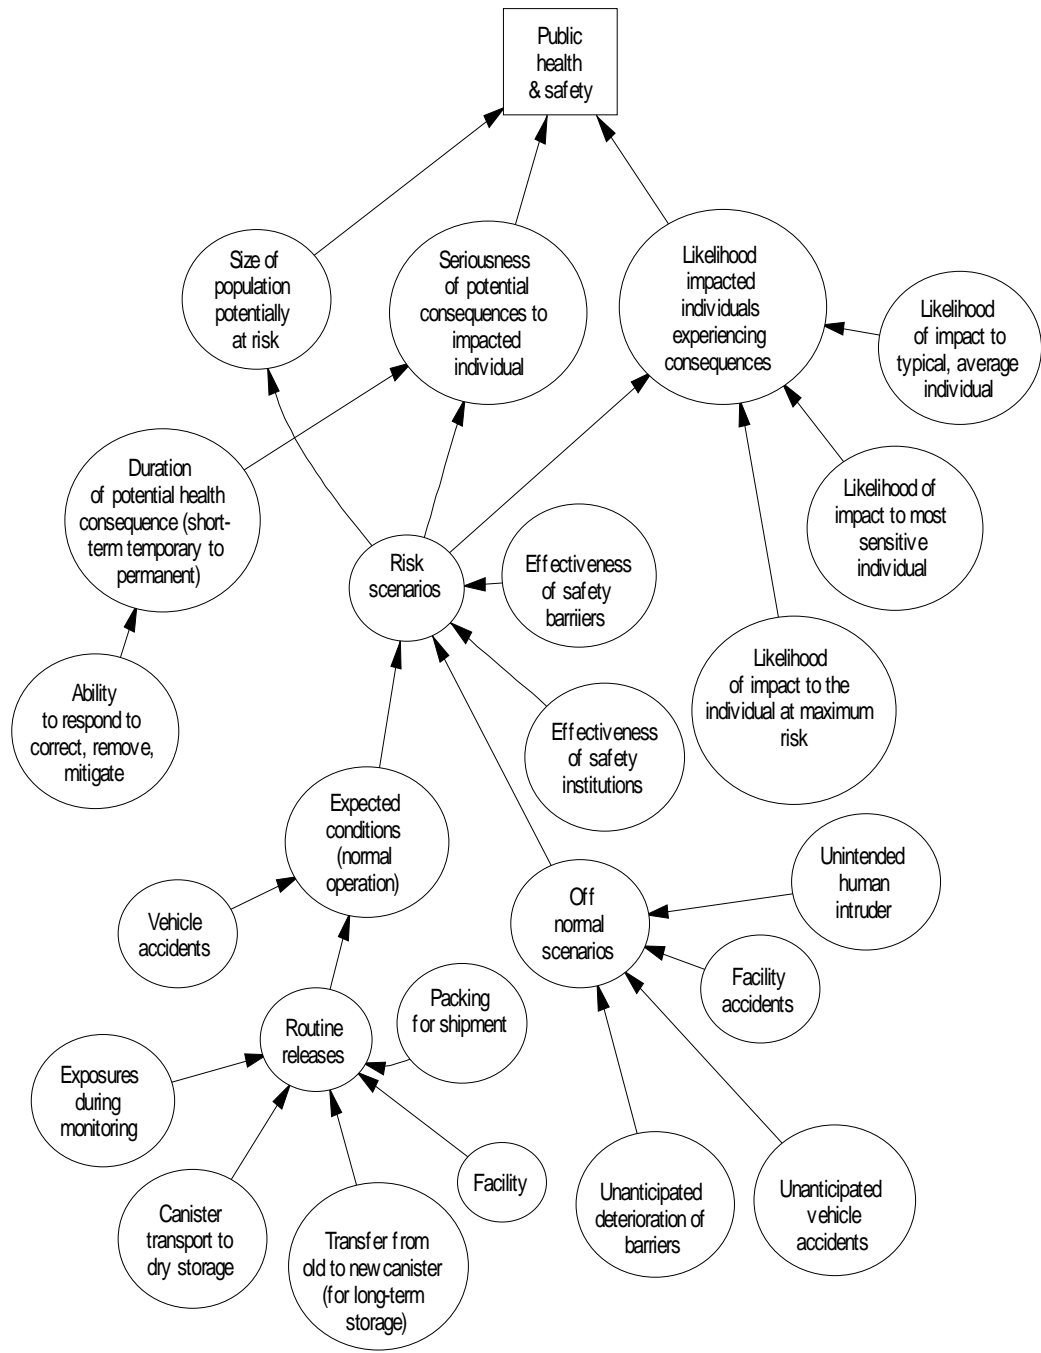 Public
health
& safety
Size of
population
potentially
at risk
Seriousness
of potential
consequences to
impacted
individual
Likelihood
impacted
individuals
experiencing
consequences
Likelihood
of impact to
typical, average
individual
Duration
of potential health
consequence (short-
term temporary to
permanent)
Likelihood of
impact to most
sensitive
individual
Risk
scenarios
Effectiveness
of safety
barriiers
Likelihood
of impact to the
individual at maximum
risk
Ability
to respond to
correct, remove,
mitigate
Effectiveness
of safety
institutions
Expected
conditions
(normal
operation)
Unintended
human
intruder
Off
normal
scenarios
Vehicle
accidents
Facility
accidents
Packing
for shipment
Routine
releases
Exposures
during
monitoring
Facility
Canister
transport to
dry storage
Transfer from
old to new canister
(for long-term
storage)
Unanticipated
deterioration of
barriers
Unanticipated
vehicle
accidents